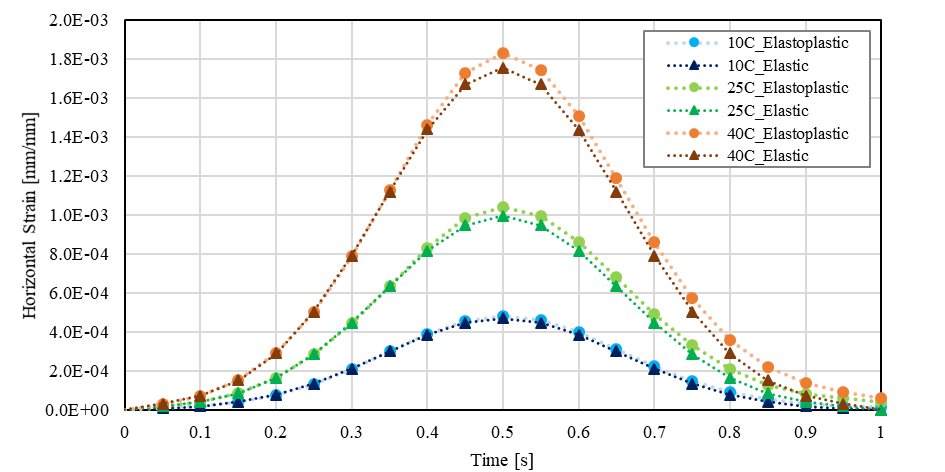 2.0E-03
1.8E-03
1.6E-03
1.4E-03
1.2E-03
1.0E-03
8.0E-04
6.0E-04
4.0E-04
2.0E-04
0.0E+00
Horizontal Strain [mm/mm]
10C_Elastoplastic
10C_Elastic
25C_Elastoplastic
25C_Elastic
40C_Elastoplastic
40C_Elastic
0 0.1 0.2 0.3 0.4 0.5 0.6 0.7 0.8 0.9 1
Time [s]